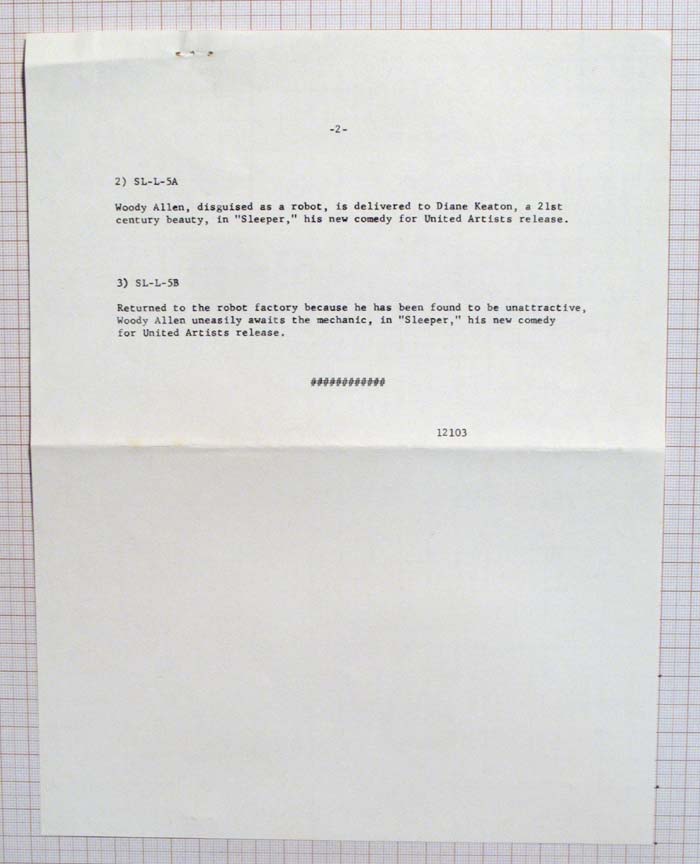 -2-
2) SL-L-5A
Woody Allen, disguised as a robot, is delivered to Diane Keaton, a 21st
century beauty, in "Sleeper," his new comedy for United Artists release.
3) SL-L-5B
Returned to the robot factory because he has been found to be unattractive,
Woody Allen uneasily awaits the mechanic, in "Sleeper," his new comedy
for United Artists release.
############
12103